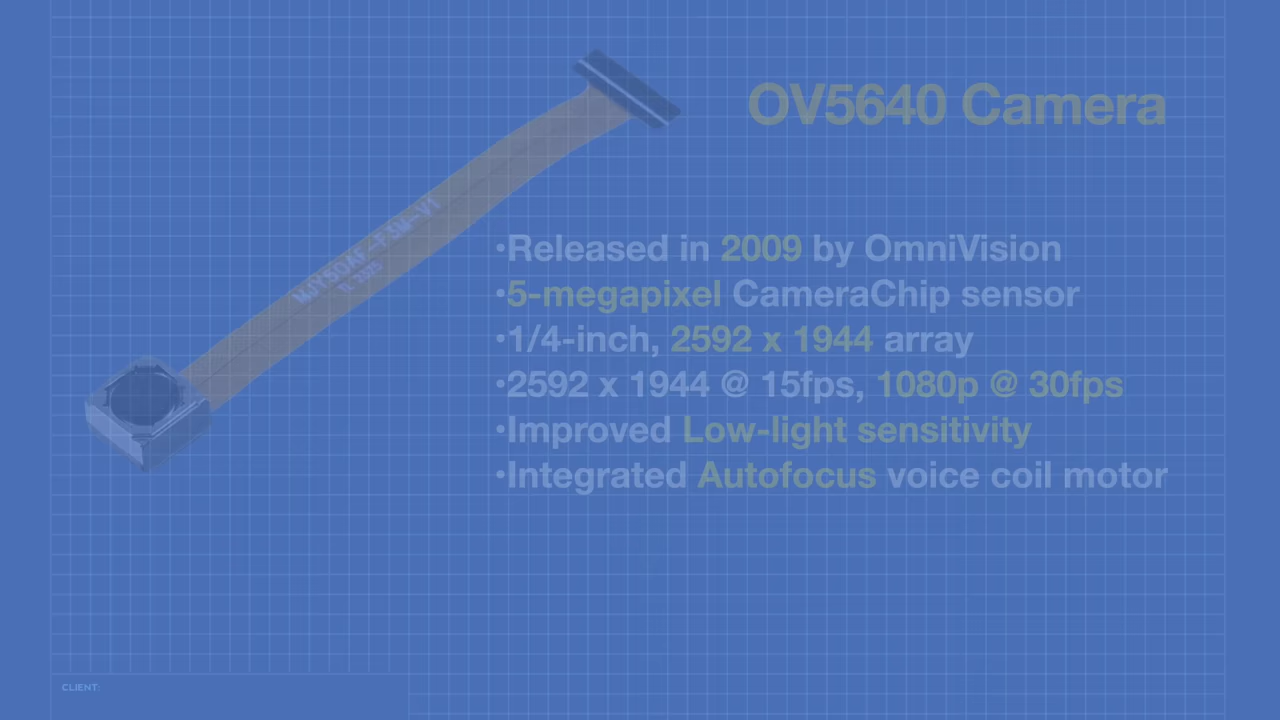 OV5640 Camera
•Released in 2009 by OmniVision
•5-megapixel CameraChip sensor
•1/4-inch, 2592 x 1944 array
•2592 x 1944 @ 15fps, 1080p @ 30fps
•Improved Low-light sensitivity
•Integrated Autofocus voice coil motor
CLIENT: